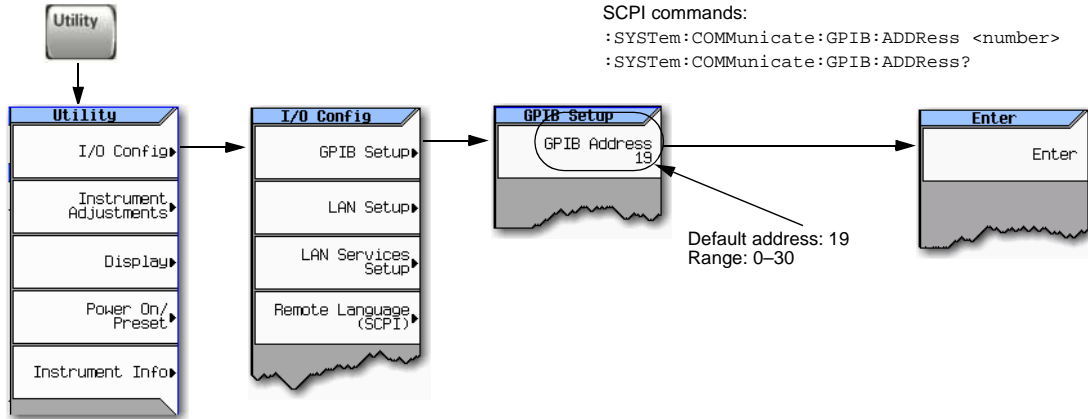 Utility
SCPI commands:
:SYSTem:COMMunicate:GPIB:ADDRess <number>
:SYSTem:COMMunicate:GPIB:ADDRess?
Utility
I/O Config
Instrument
Adjustments
Display
Power On/
Preset
Instrument Info
I/O Config
GPIB Setup
LAN Setup
LAN Services
Setup
Remote Language
(SCPI)
GPIB Setup
GPIB Address
19
Default address: 19
Range: 0–30
Enter
Enter